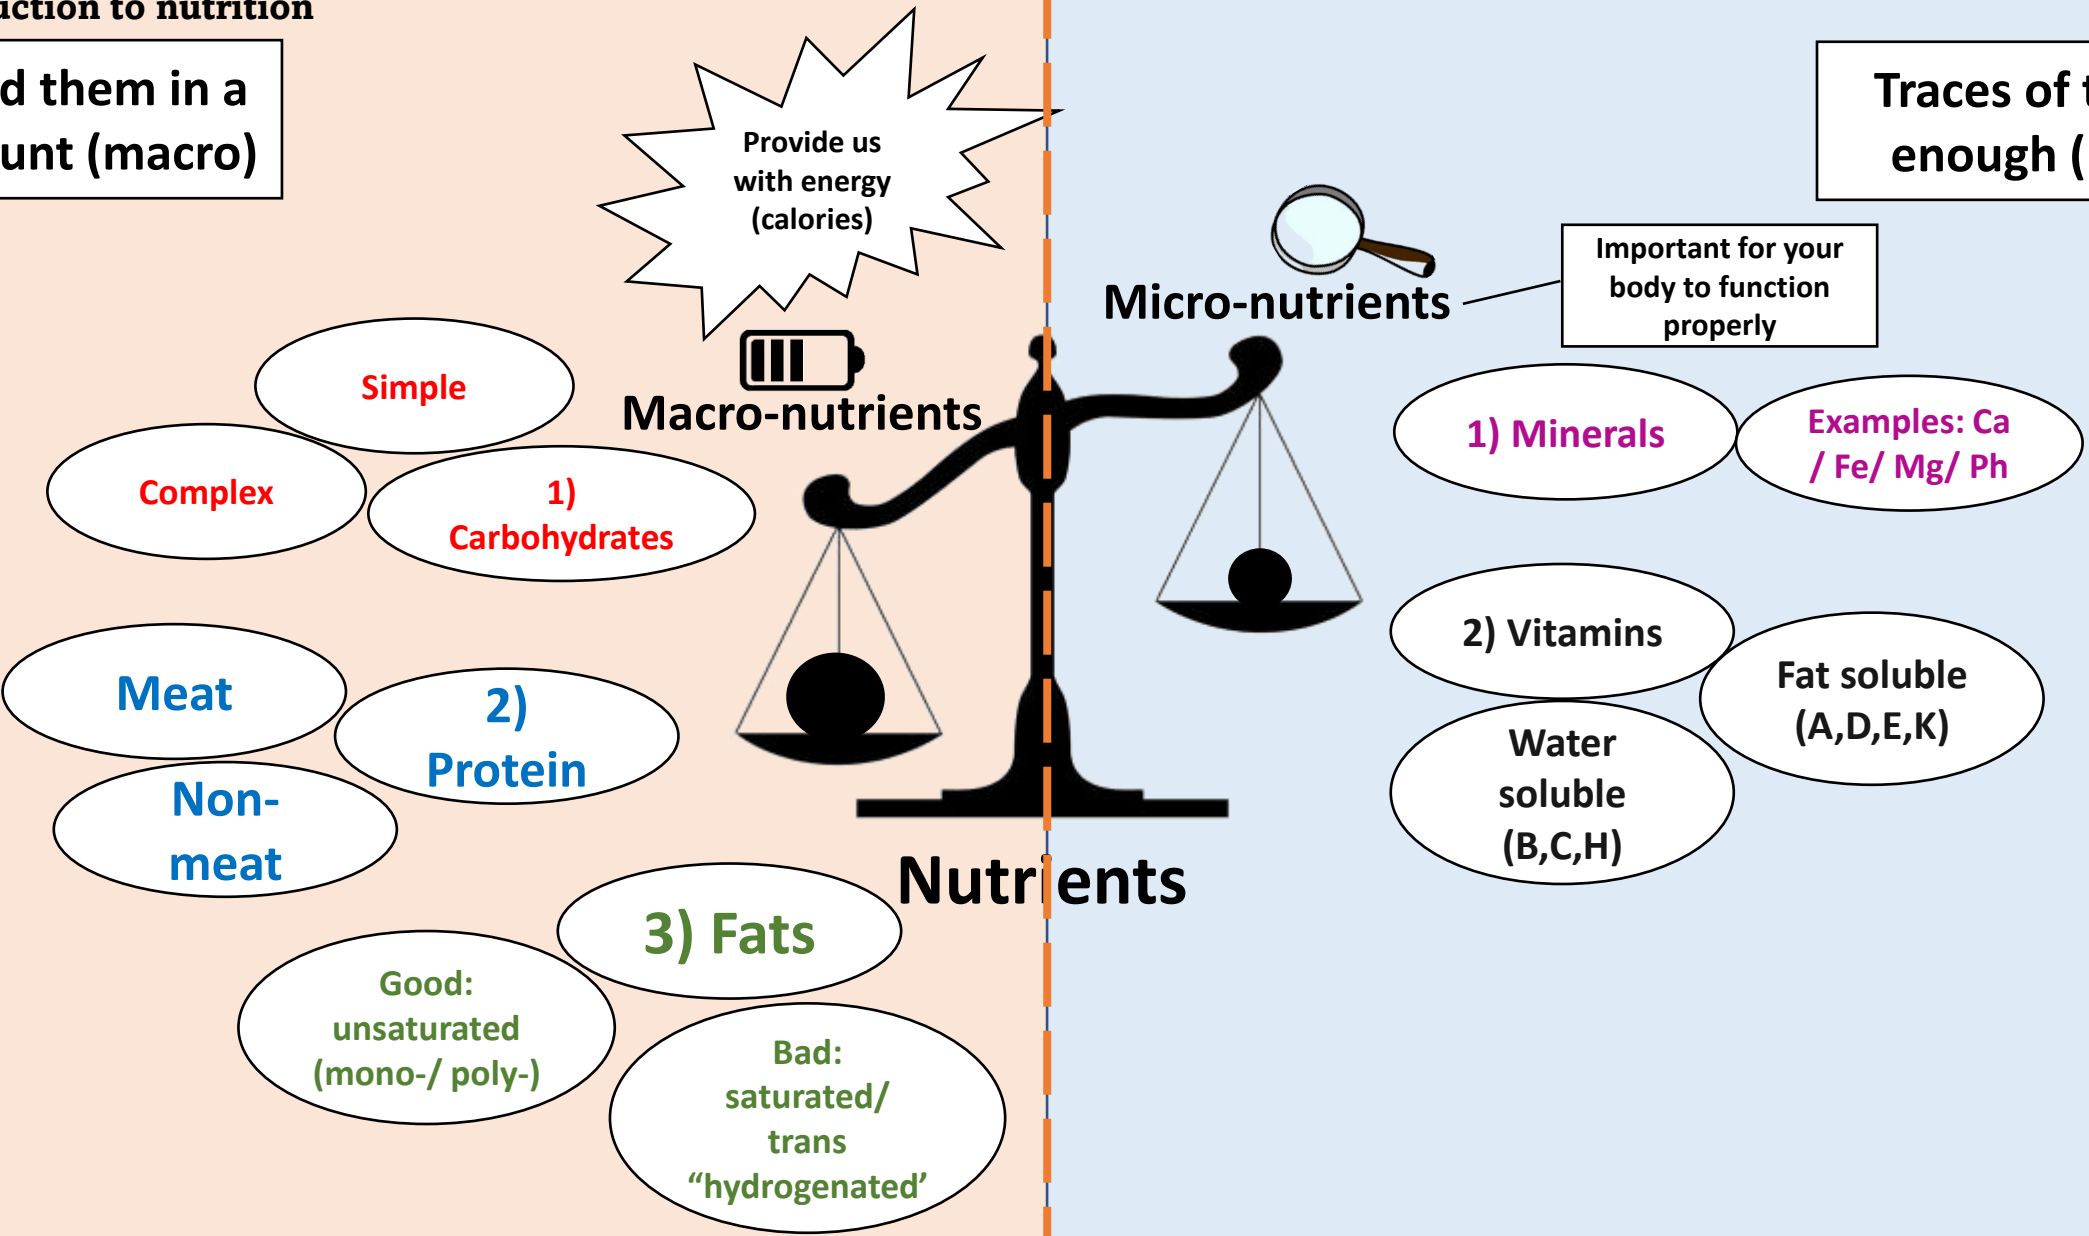 uction to nutrition
d them in a
unt (macro)
Provide us
with energy
(calories)
Macro-nutrients
Simple
Complex
1)
Carbohydrates
Meat
2)
Protein
Non-
meat
3) Fats
Good:
unsaturated
(mono-/ poly-)
Bad:
saturated/
trans
“hydrogenated’
Nutrients
Traces of t
enough (
Micro-nutrients
Important for your
body to function
properly
1) Minerals
Examples: Ca
/ Fe/ Mg/ Ph
2) Vitamins
Fat soluble
(A,D,E,K)
Water
soluble
(B,C,H)